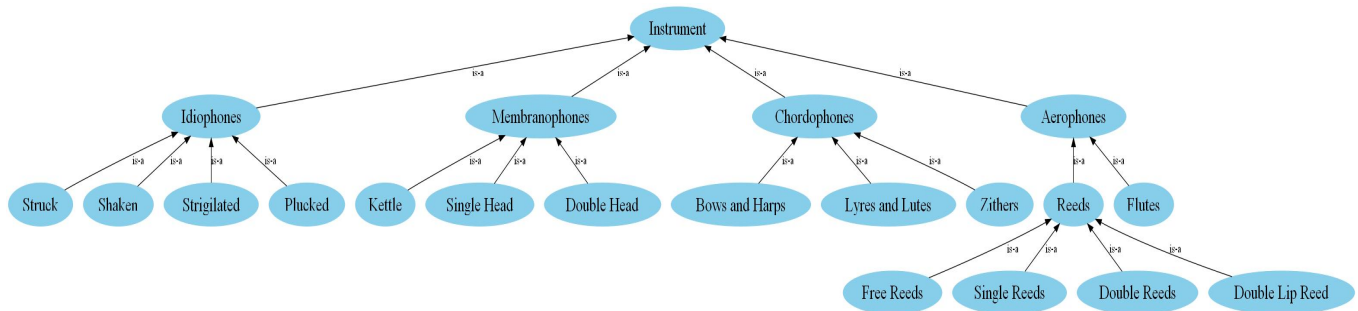 Instrument
is-a
is-a
is-a
is-a
Idiophones
Membranophones
Chordophones
Aerophones
is-a
is-a
is-a
is-a
is-a
is-a
is-a
is-a
is-a
is-a
is-a
is-a
Struck
Shaken
Strigilated
Plucked
Kettle
Single Head
Double Head
Bows and Harps
Lyres and Lutes
Zithers
Reeds
Flutes
is-a
is-a
is-a
is-a
Free Reeds
Single Reeds
Double Reeds
Double Lip Reed